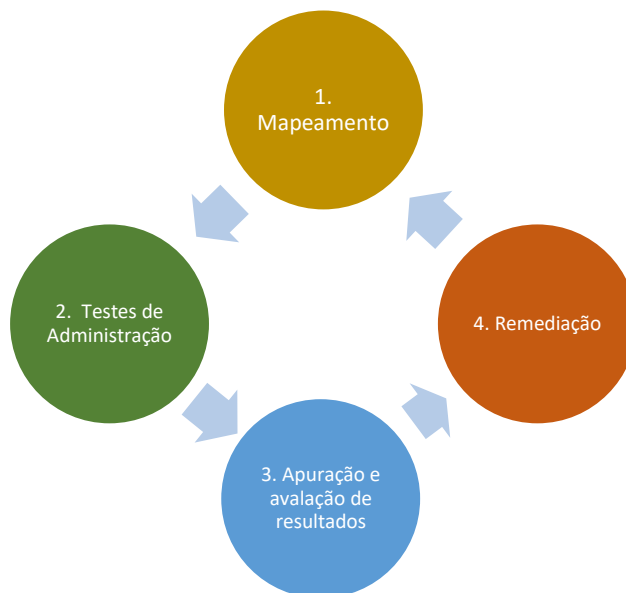 1.
Mapeamento
2. Testes de
Administração
3. Apuração e
avalação de
resultados
4. Remediação